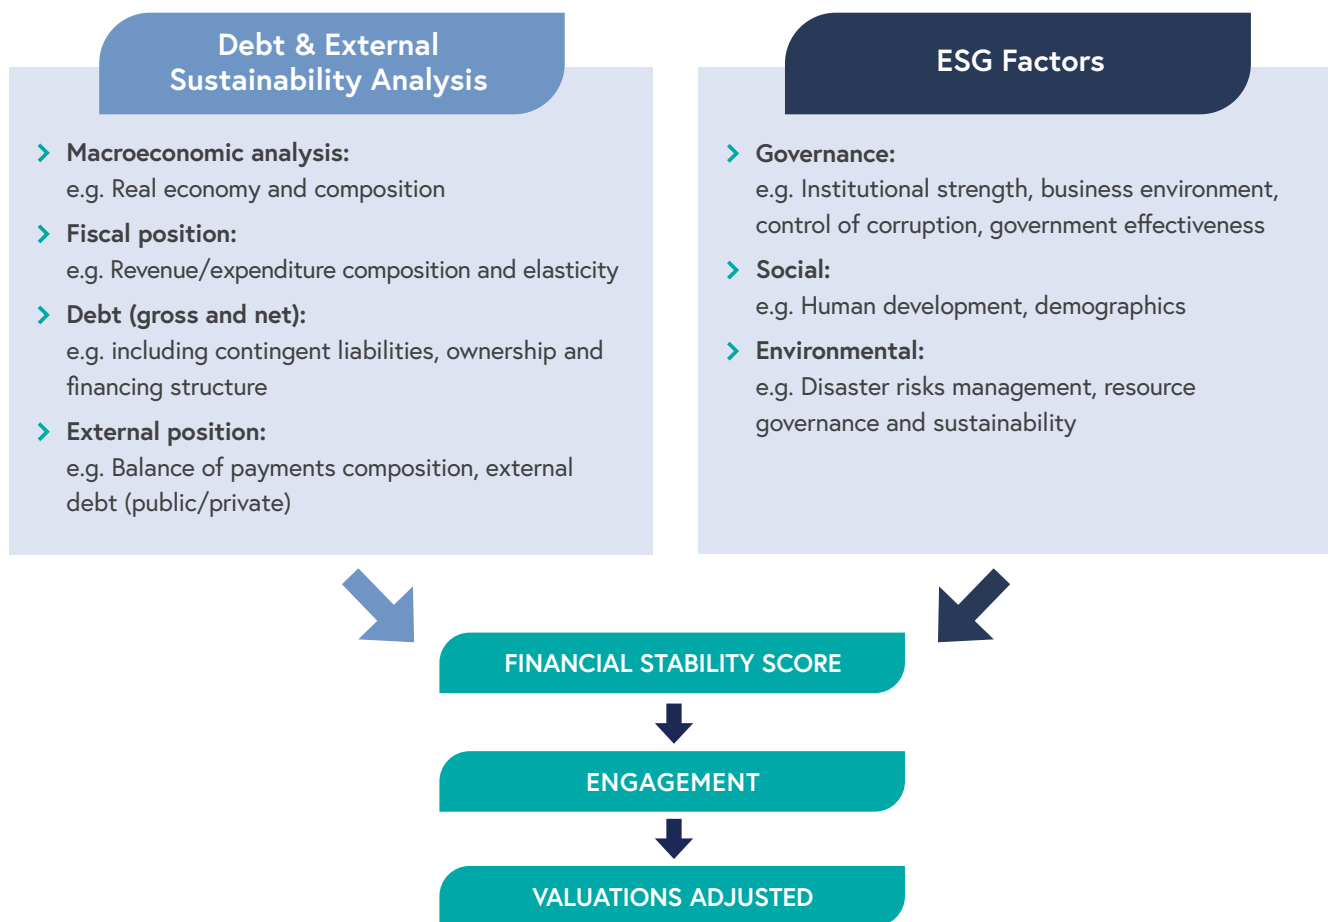 Debt & External
Sustainability Analysis
Macroeconomic analysis:
e.g. Real economy and composition
Fiscal position:
e.g. Revenue/expenditure composition and elasticity
Debt (gross and net):
e.g. including contingent liabilities, ownership and
financing structure
External position:
e.g. Balance of payments composition, external
debt (public/private)
ESG Factors
Governance:
e.g. Institutional strength, business environment,
control of corruption, government effectiveness
Social:
e.g. Human development, demographics
Environmental:
e.g. Disaster risks management, resource
governance and sustainability
FINANCIAL STABILITY SCORE
ENGAGEMENT
VALUATIONS ADJUSTED